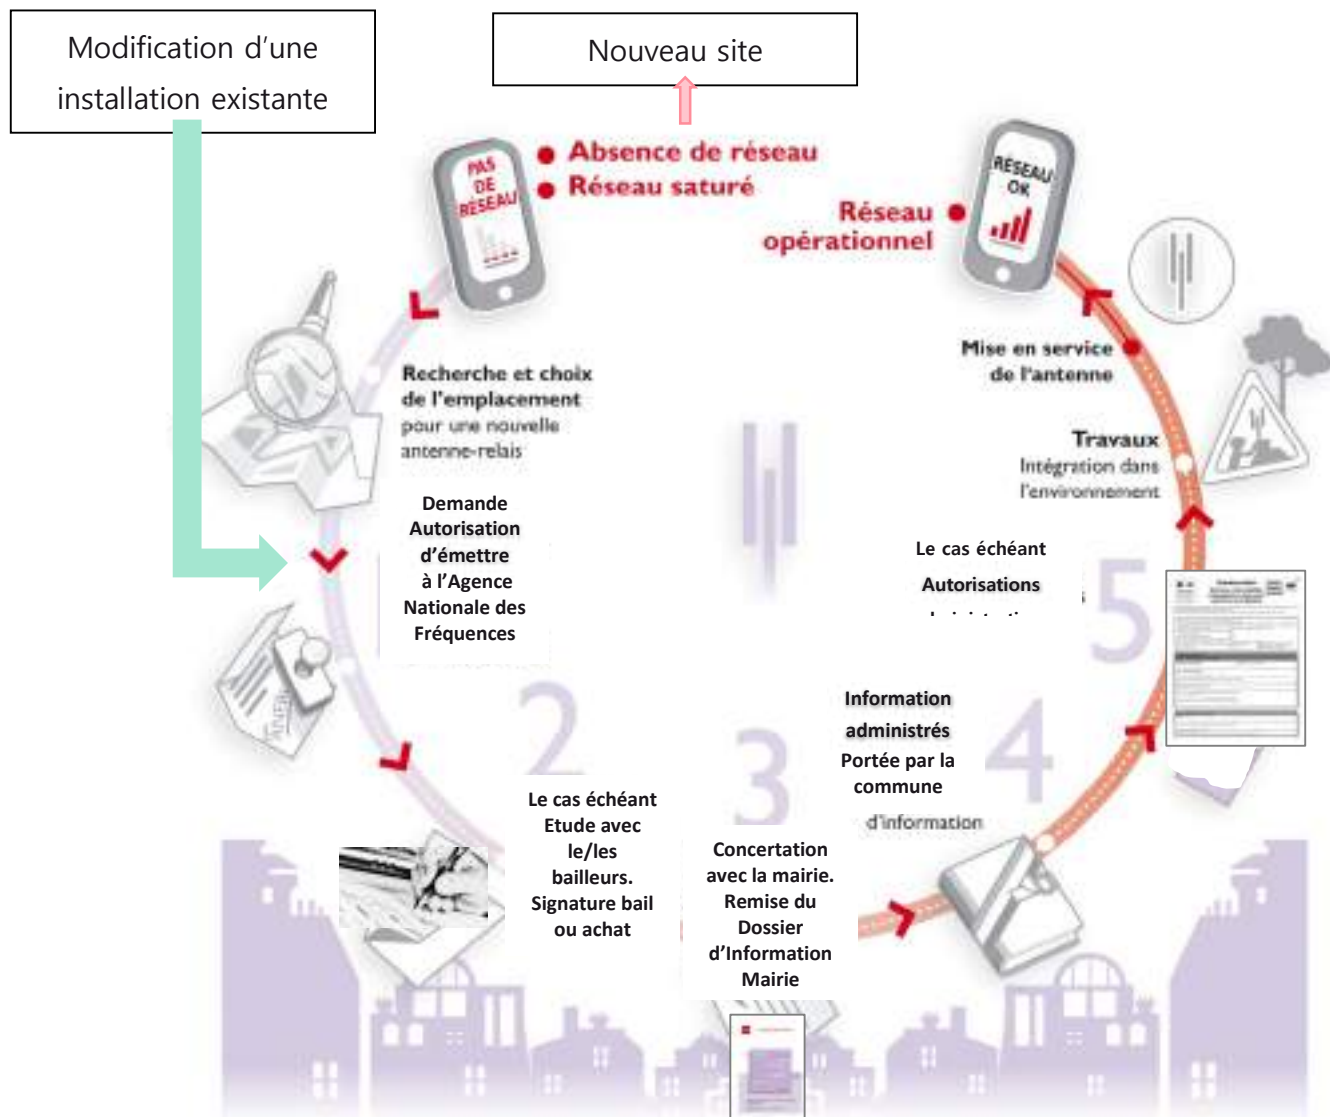 Modification d’une
installation existante
Nouveau site
Absence de réseau
Réseau saturé
PAS
DE
RÉSEAU
RÉSEAU
OK
Réseau
opérationnel
Recherche et choix
de l'emplacement
pour une nouvelle
antenne-relais
Mise en service
de l'antenne
Travaux
Intégration dans
l'environnement
Demande
Autorisation
d’émettre
à l’Agence
Nationale des
Fréquences
Le cas échéant
Autorisations
5
2
Le cas échéant
Etude avec
le/les
bailleurs.
Signature bail
ou achat
3
Concertation
avec la mairie.
Remise du
Dossier
d’Information
Mairie
4
Information
administrés
Portée par la
commune
d'information